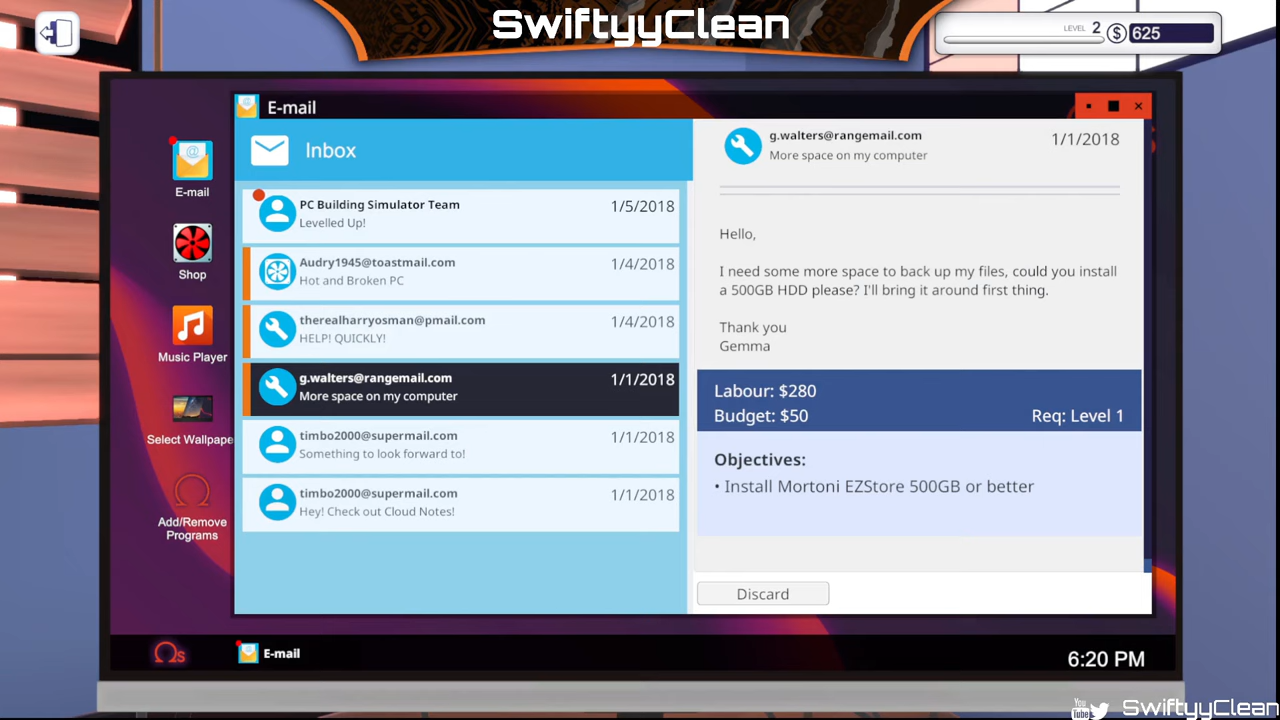 SwiftyyClean
LEVEL 2
$ 625
E-mail
Inbox
PC Building Simulator Team 1/5/2018
Levelled Up!
Audry1945@toastmail.com 1/4/2018
Hot and Broken PC
therealharryosman@pmail.com 1/4/2018
HELP! QUICKLY!
g.walters@rangemail.com 1/1/2018
More space on my computer
timbo2000@supermail.com 1/1/2018
Something to look forward to!
timbo2000@supermail.com 1/1/2018
Hey! Check out Cloud Notes!
g.walters@rangemail.com 1/1/2018
More space on my computer
Hello,
I need some more space to back up my files, could you install
a 500GB HDD please? I'll bring it around first thing.
Thank you
Gemma
Labour: $280
Budget: $50 Req: Level 1
Objectives:
• Install Mortoni EZStore 500GB or better
Discard
E-mail
Shop
Music Player
Select Wallpape
Add/Remove
Programs
Ωs
E-mail
6:20 PM
You
Tube
SwiftyyClean